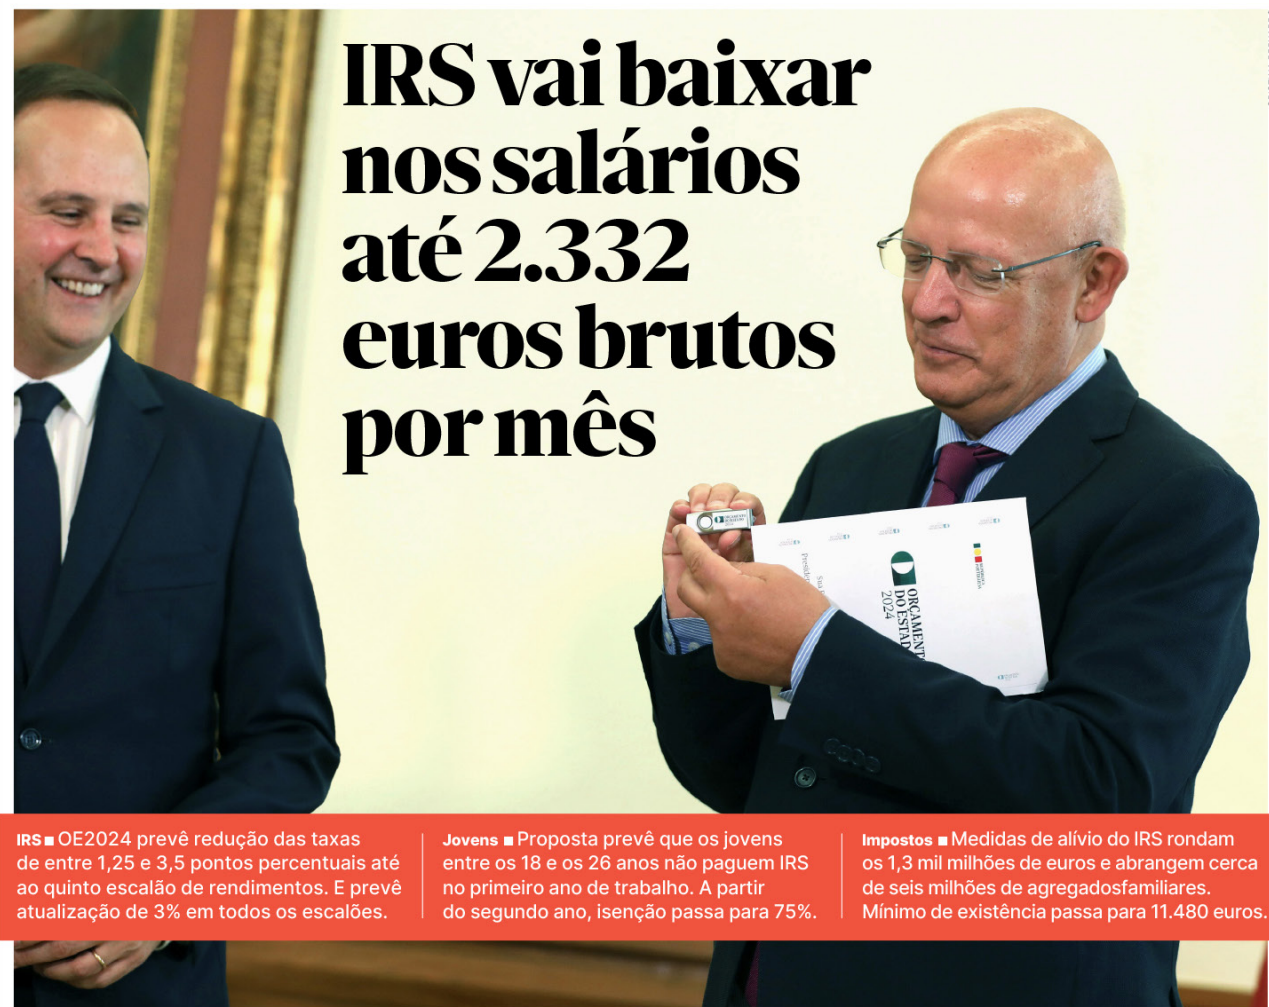 IRS vai baixar
nos salários
até 2.332
euros brutos
por mês
ORÇAMENTO
DO ESTADO
2024
REPÚBLICA
PORTUGUESA
IRS ■ OE2024 prevê redução das taxas
de entre 1,25 e 3,5 pontos percentuais até
ao quinto escalão de rendimentos. E prevê
atualização de 3% em todos os escalões.
Jovens ■ Proposta prevê que os jovens
entre os 18 e os 26 anos não paguem IRS
no primeiro ano de trabalho. A partir
do segundo ano, isenção passa para 75%.
Impostos ■ Medidas de alívio do IRS rondam
os 1,3 mil milhões de euros e abrangem cerca
de seis milhões de agregadosfamiliares.
Mínimo de existência passa para 11.480 euros.